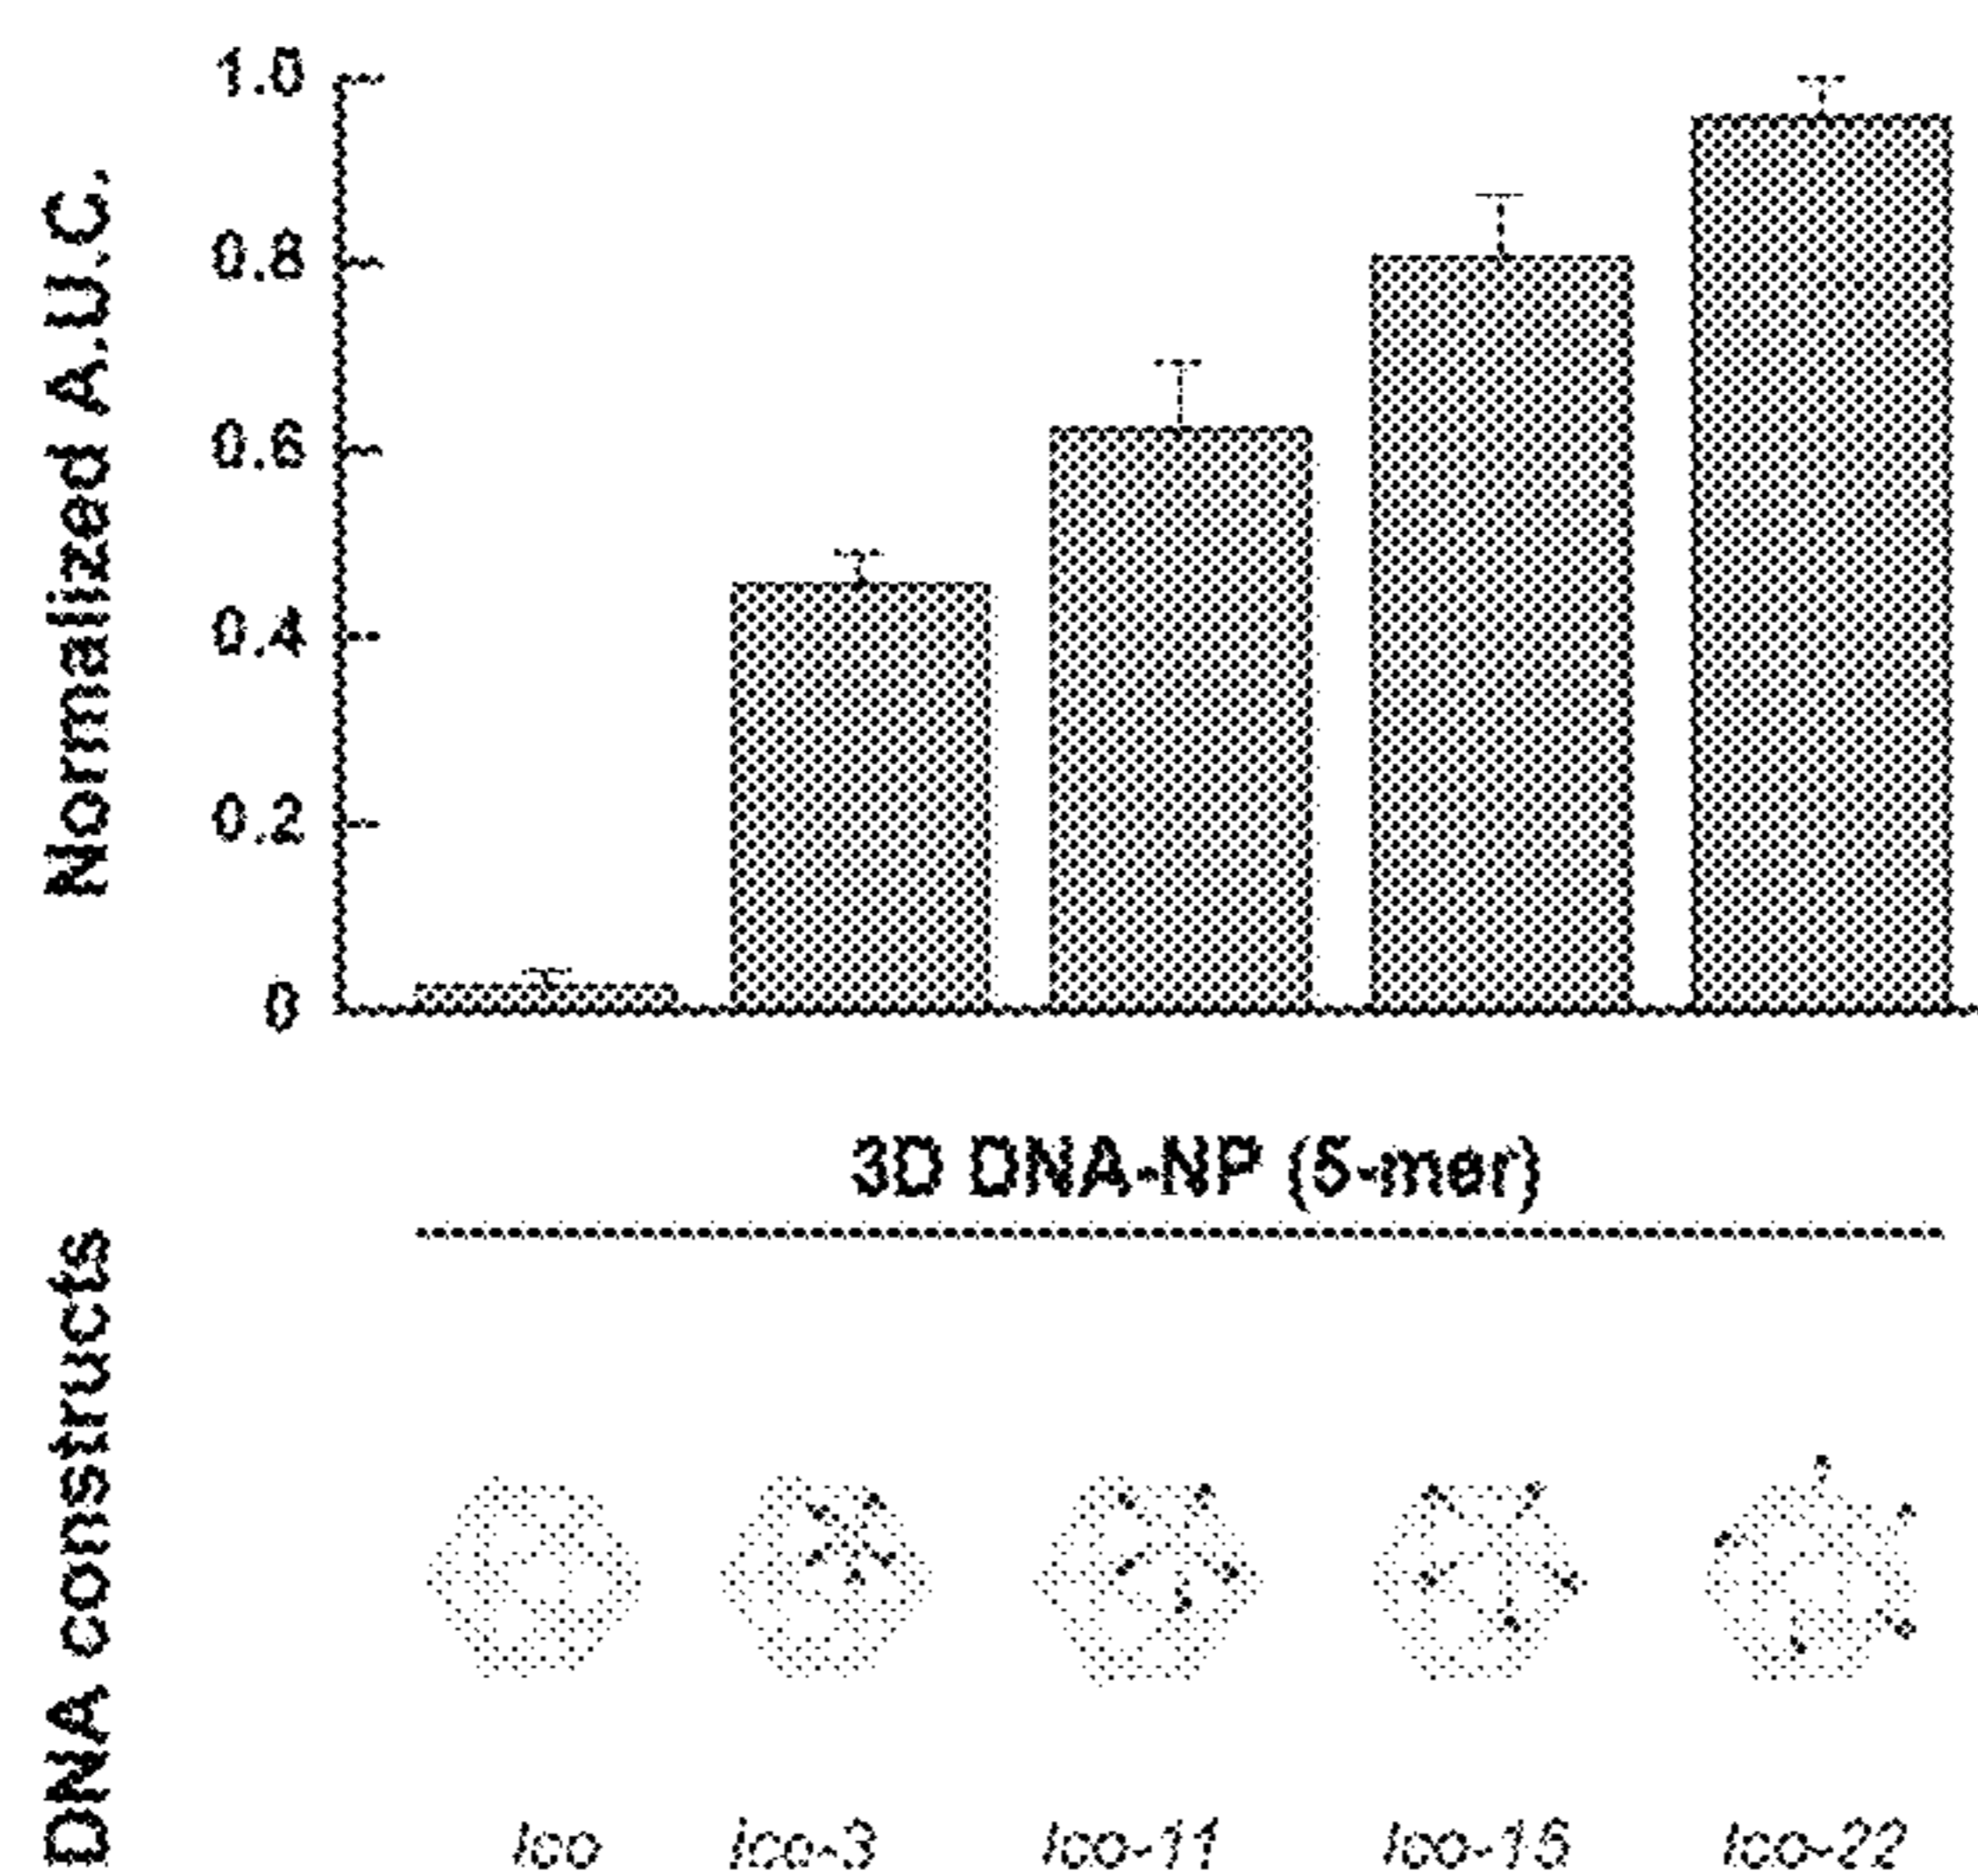 Normalized A.U.C.
1.0
0.8
0.6
0.4
0.2
0
3D DNA-NP (5-mer)
DNA constructs
Ico
Ico-3
Ico-11
Ico-15
Ico-22